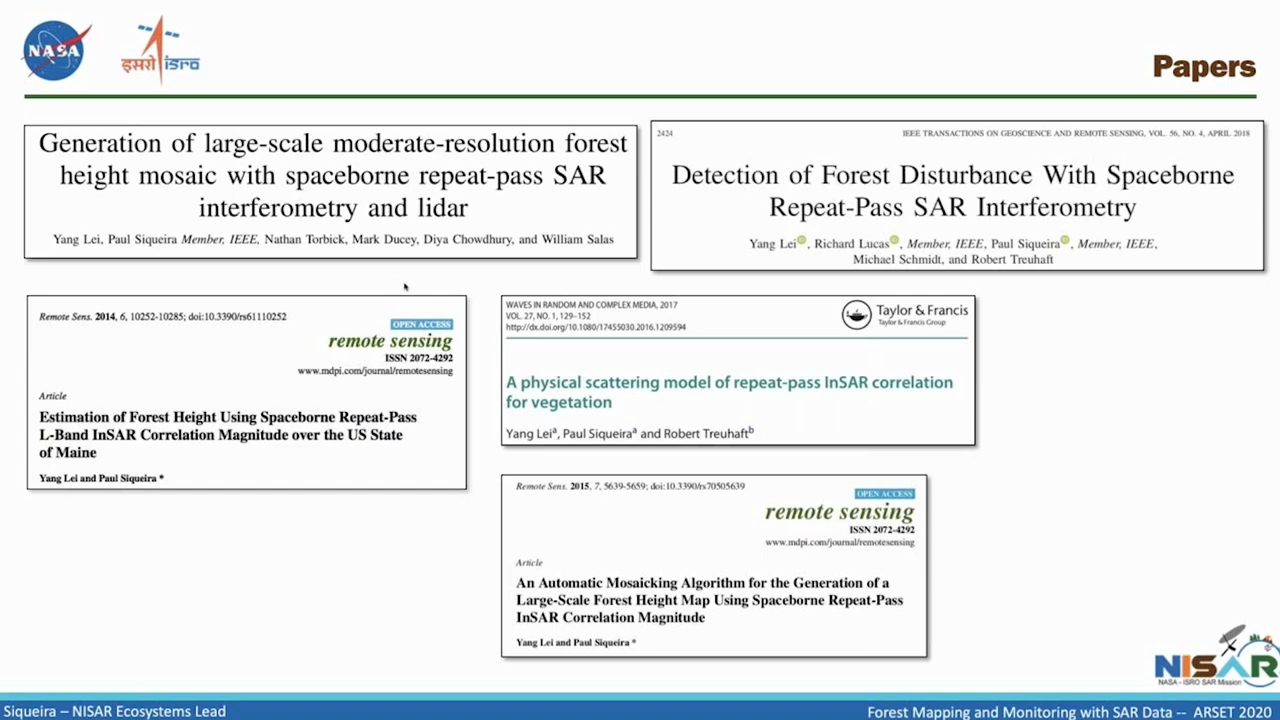 NASA
इसरो isro
Papers
Generation of large-scale moderate-resolution forest
height mosaic with spaceborne repeat-pass SAR
interferometry and lidar
Yang Lei, Paul Siqueira Member, IEEE, Nathan Torbick, Mark Ducey, Diya Chowdhury, and William Salas
2424
IEEE TRANSACTIONS ON GEOSCIENCE AND REMOTE SENSING, VOL. 56, NO. 4, APRIL 2018
Detection of Forest Disturbance With Spaceborne
Repeat-Pass SAR Interferometry
Yang Lei, Richard Lucas, Member, IEEE, Paul Siqueira, Member, IEEE,
Michael Schmidt, and Robert Treuhaft
Remote Sens. 2014, 6, 10252-10285; doi:10.3390/rs61110252
OPEN ACCESS
remote sensing
ISSN 2072-4292
www.mdpi.com/journal/remotesensing
Article
Estimation of Forest Height Using Spaceborne Repeat-Pass
L-Band InSAR Correlation Magnitude over the US State
of Maine
Yang Lei and Paul Siqueira *
WAVES IN RANDOM AND COMPLEX MEDIA, 2017
VOL. 27, NO. 1, 129–152
http://dx.doi.org/10.1080/17455030.2016.1209594
Taylor & Francis
Taylor & Francis Group
A physical scattering model of repeat-pass InSAR correlation
for vegetation
Yang Leiᵃ, Paul Siqueiraᵃ and Robert Treuhaftᵇ
Remote Sens. 2015, 7, 5639-5659; doi:10.3390/rs70505639
OPEN ACCESS
remote sensing
ISSN 2072-4292
www.mdpi.com/journal/remotesensing
Article
An Automatic Mosaicking Algorithm for the Generation of a
Large-Scale Forest Height Map Using Spaceborne Repeat-Pass
InSAR Correlation Magnitude
Yang Lei and Paul Siqueira *
NISAR
NASA - ISRO SAR Mission
Siqueira – NISAR Ecosystems Lead
Forest Mapping and Monitoring with SAR Data -- ARSET 2020